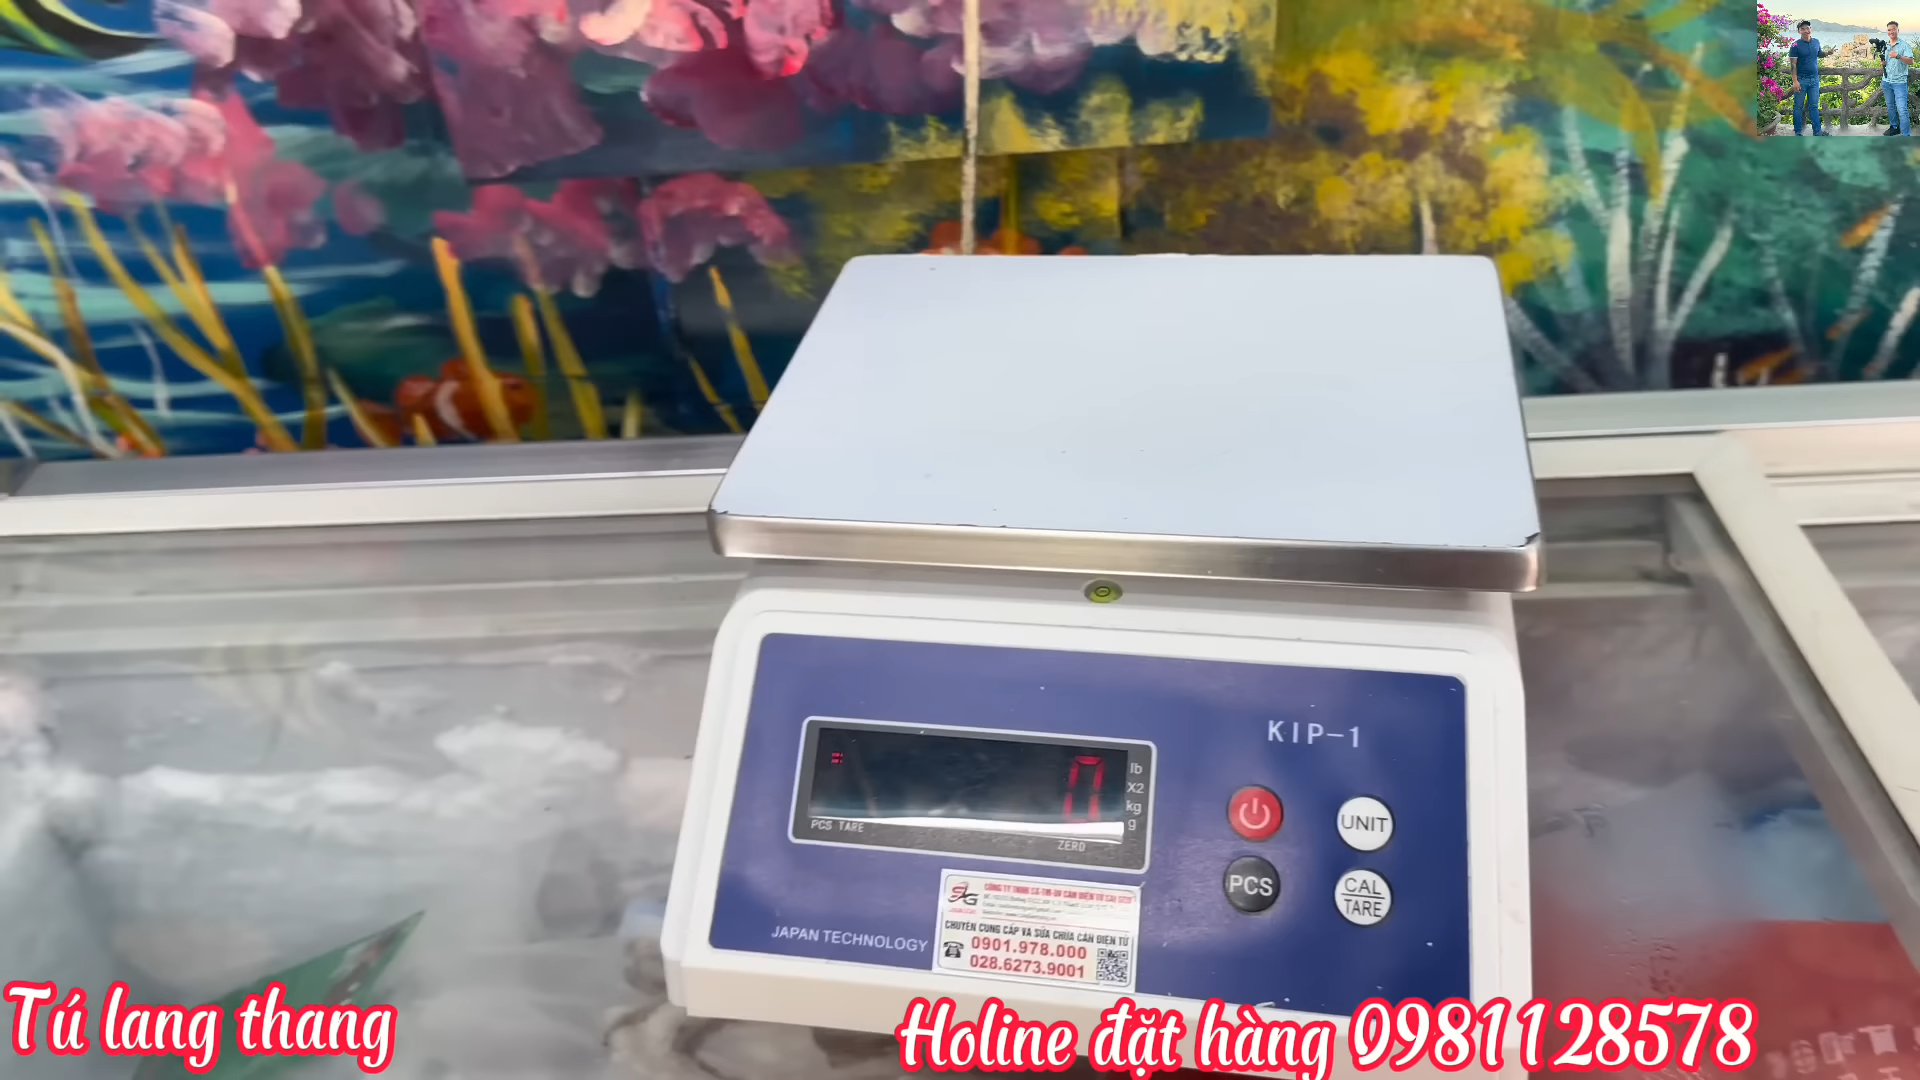 KIP-1
lb
X2
kg
g
PCS TARE
ZERO
UNIT
PCS
CAL
TARE
JAPAN TECHNOLOGY
CHUYÊN CUNG CẤP VÀ SỬA CHỮA CÂN ĐIỆN TỬ
0901.978.000
028.6273.9001
0
Tú lang thang
Holine đặt hàng 0981128578